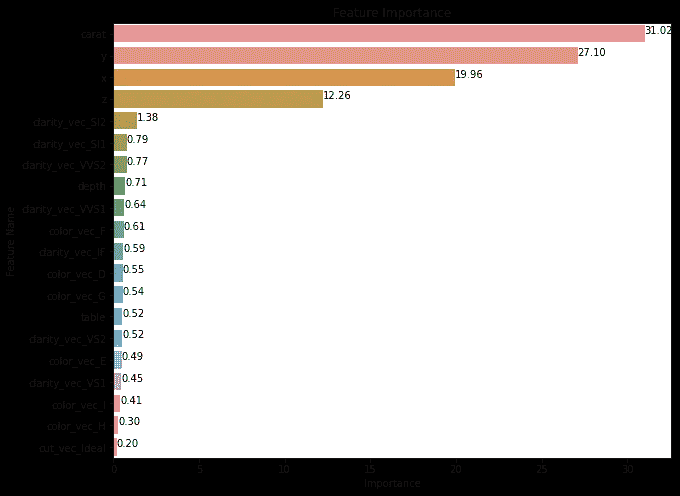 Feature Importance
carat 31.02
y 27.10
x 19.96
z 12.26
clarity_vec_SI2 1.38
clarity_vec_SI1 0.79
clarity_vec_VVS2 0.77
depth 0.71
clarity_vec_VVS1 0.64
color_vec_F 0.61
clarity_vec_IF 0.59
color_vec_D 0.55
color_vec_G 0.54
table 0.52
clarity_vec_VS2 0.52
color_vec_E 0.49
clarity_vec_VS1 0.45
color_vec_I 0.41
color_vec_H 0.30
cut_vec_Ideal 0.20
0 5 10 15 20 25 30
Importance
Feature Name